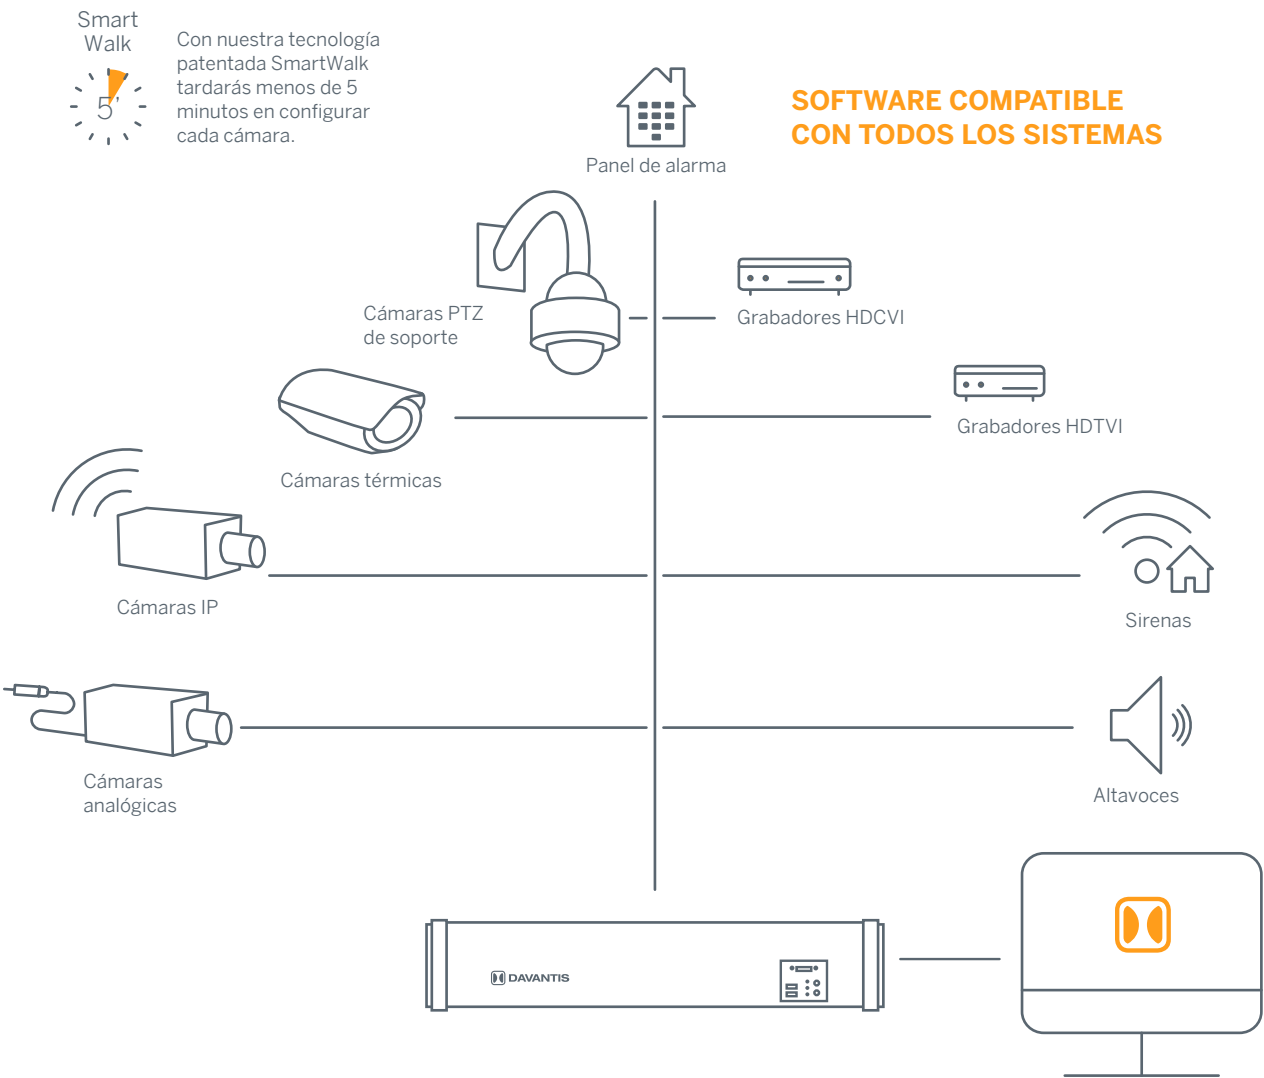 Smart
Walk
5'
Con nuestra tecnología
patentada SmartWalk
tardarás menos de 5
minutos en configurar
cada cámara.
SOFTWARE COMPATIBLE
CON TODOS LOS SISTEMAS
Panel de alarma
Cámaras PTZ
de soporte
Grabadores HDCVI
Grabadores HDTVI
Cámaras térmicas
Cámaras IP
Sirenas
Cámaras
analógicas
Altavoces
DAVANTIS